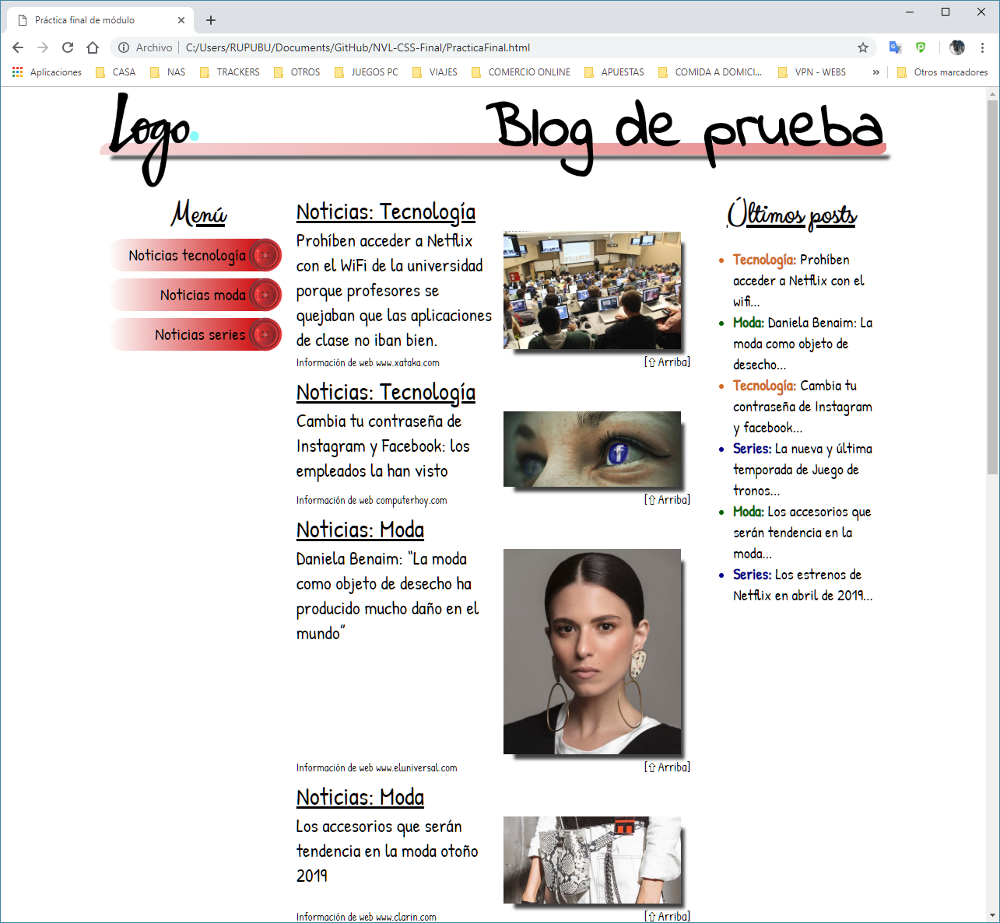 Práctica final de módulo
Archivo | C:/Users/RUPUBU/Documents/GitHub/NVL-CSS-Final/PracticaFinal.html
Aplicaciones CASA NAS TRACKERS OTROS JUEGOS PC VIAJES COMERCIO ONLINE APUESTAS COMIDA A DOMICI... VPN - WEBS » Otros marcadores
Logo.
Blog de prueba
Menú
Noticias tecnología
Noticias moda
Noticias series
Noticias: Tecnología
Prohíben acceder a Netflix
con el WiFi de la universidad
porque profesores se
quejaban que las aplicaciones
de clase no iban bien.
Información de web www.xataka.com
[⇧ Arriba]
Noticias: Tecnología
Cambia tu contraseña de
Instagram y Facebook: los
empleados la han visto
Información de web computerhoy.com
[⇧ Arriba]
Noticias: Moda
Daniela Benaim: “La moda
como objeto de desecho ha
producido mucho daño en el
mundo”
Información de web www.eluniversal.com
[⇧ Arriba]
Noticias: Moda
Los accesorios que serán
tendencia en la moda otoño
2019
Información de web www.clarin.com
[⇧ Arriba]
Últimos posts
• Tecnología: Prohíben
acceder a Netflix con el
wifi...
• Moda: Daniela Benaim: La
moda como objeto de
desecho...
• Tecnología: Cambia tu
contraseña de Instagram
y facebook...
• Series: La nueva y última
temporada de Juego de
tronos...
• Moda: Los accesorios que
serán tendencia en la
moda...
• Series: Los estrenos de
Netflix en abril de 2019...